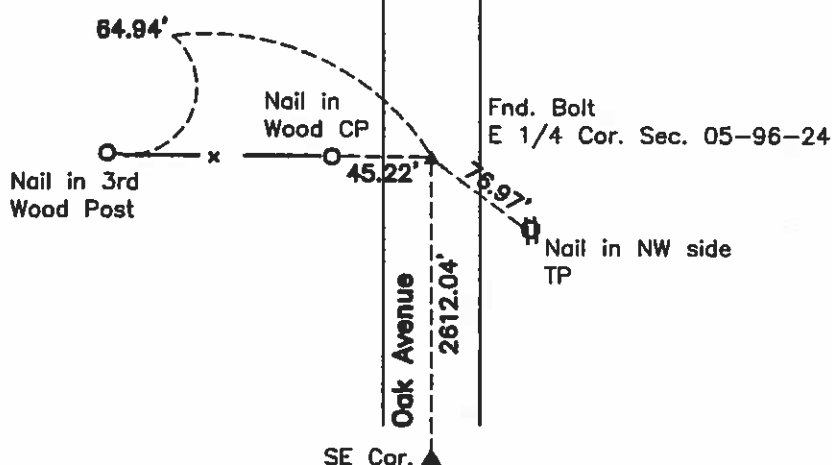 64.94'
Nail in
Wood CP
Fnd. Bolt
E 1/4 Cor. Sec. 05-96-24
45.22'
76.97'
Nail in 3rd
Wood Post
Nail in NW side
TP
Oak Avenue
2612.04'
SE Cor.